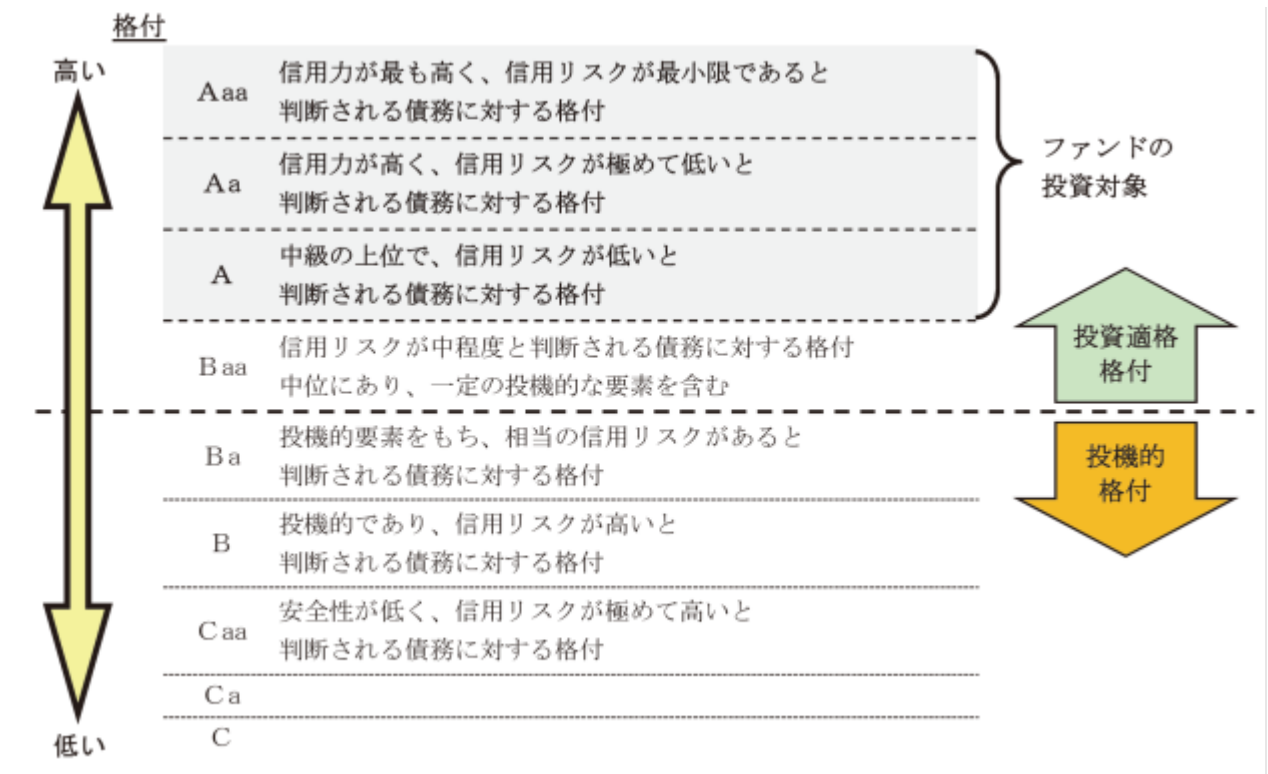 格付
高い
Aaa
信用力が最も高く、信用リスクが最小限であると
判断される債務に対する格付
Aa
信用力が高く、信用リスクが極めて低いと
判断される債務に対する格付
A
中級の上位で、信用リスクが低いと
判断される債務に対する格付
ファンドの
投資対象
Baa
信用リスクが中程度と判断される債務に対する格付
中位にあり、一定の投機的な要素を含む
投資適格
格付
Ba
投機的要素をもち、相当の信用リスクがあると
判断される債務に対する格付
投機的
格付
B
投機的であり、信用リスクが高いと
判断される債務に対する格付
Caa
安全性が低く、信用リスクが極めて高いと
判断される債務に対する格付
Ca
C
低い